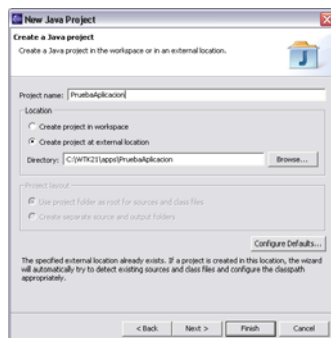 New Java Project
Create a Java project
Create a Java project in the workspace or in an external location.
Project name: PruebaAplicacion
Location
Create project in workspace
Create project at external location
Directory: C:\WTK21\apps\PruebaAplicacion Browse...
Project layout
Use project folder as root for sources and class files
Create separate source and output folders
Configure Defaults...
The specified external location already exists. If a project is created in this location, the wizard
will automatically try to detect existing sources and class files and configure the classpath
appropriately.
< Back Next > Finish Cancel